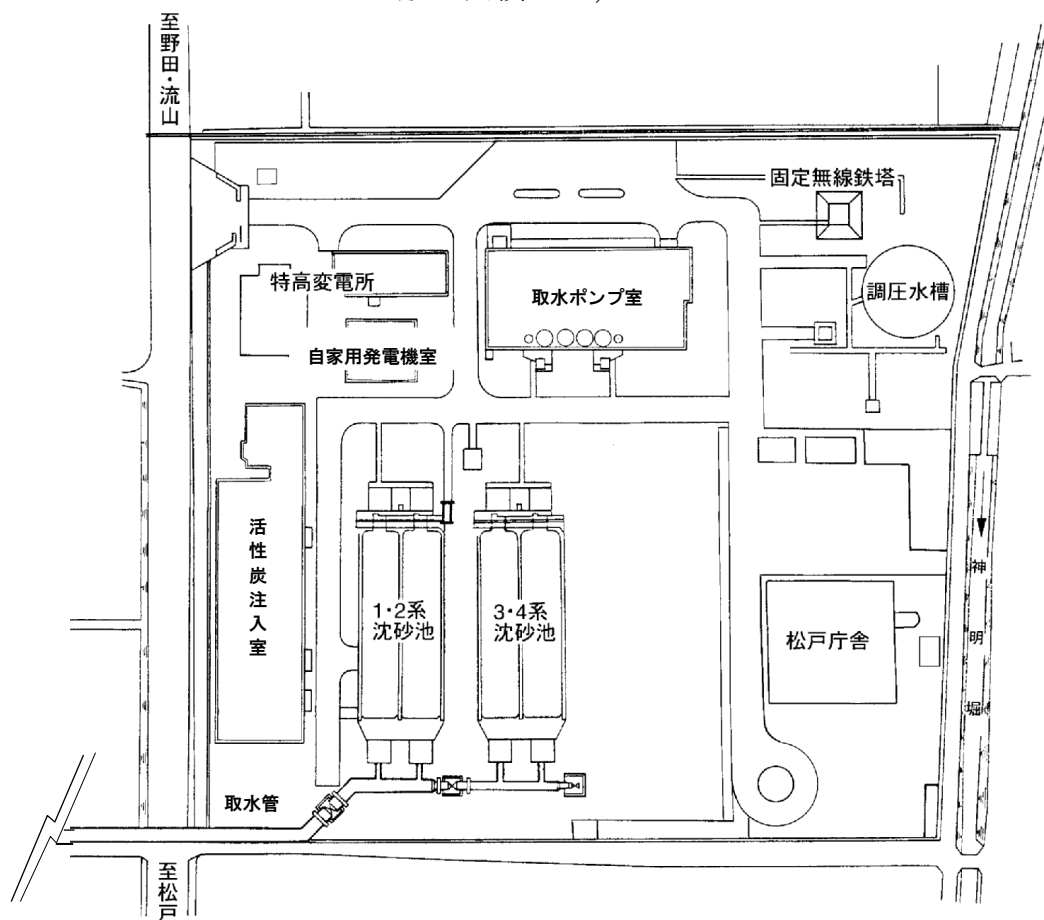 至野田・流山
固定無線鉄塔
特高変電所
取水ポンプ室
調圧水槽
自家用発電機室
活性炭注入室
1・2系
沈砂池
3・4系
沈砂池
神明堀
松戸庁舎
取水管
至松戸